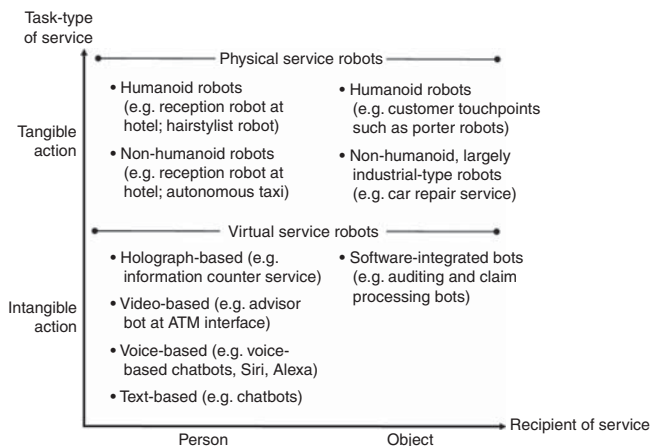 Task-type
of service
Physical service robots
Tangible
action
• Humanoid robots
(e.g. reception robot at
hotel; hairstylist robot)
• Non-humanoid robots
(e.g. reception robot at
hotel; autonomous taxi)
• Humanoid robots
(e.g. customer touchpoints
such as porter robots)
• Non-humanoid, largely
industrial-type robots
(e.g. car repair service)
Virtual service robots
Intangible
action
• Holograph-based (e.g.
information counter service)
• Video-based (e.g. advisor
bot at ATM interface)
• Voice-based (e.g. voice-
based chatbots, Siri, Alexa)
• Text-based (e.g. chatbots)
• Software-integrated bots
(e.g. auditing and claim
processing bots)
Recipient of service
Person
Object